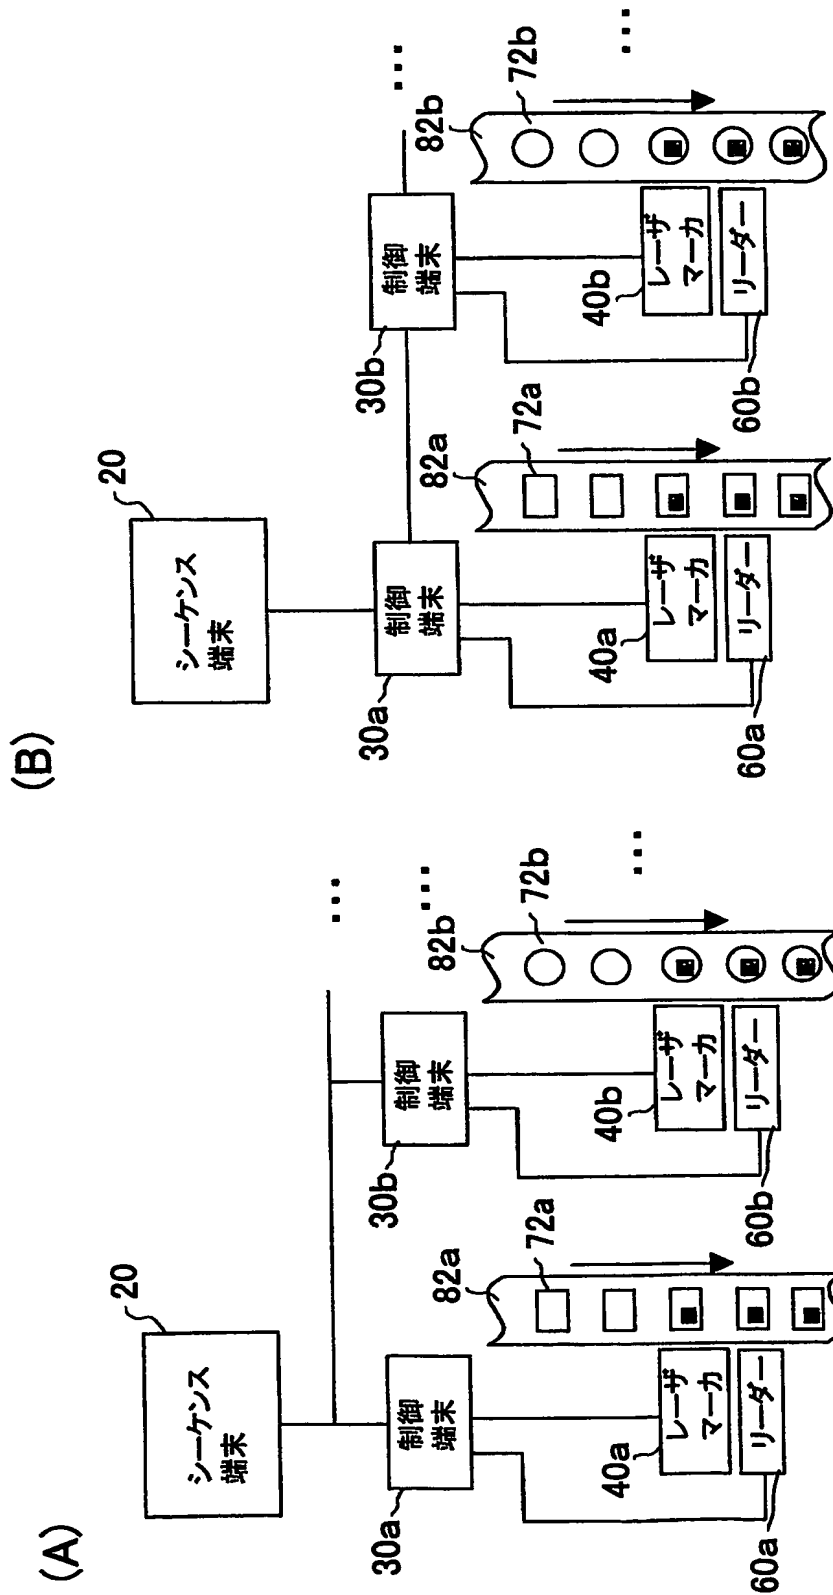 (A)
20
シーケンス
端末
30a
制御
端末
30b
制御
端末
...
...
40a
レーザ
マーカ
リーダー
60a
82a
72a
40b
レーザ
マーカ
リーダー
60b
82b
72b
...
(B)
20
シーケンス
端末
30a
制御
端末
30b
制御
端末
...
40a
レーザ
マーカ
リーダー
60a
82a
72a
40b
レーザ
マーカ
リーダー
60b
82b
72b
...